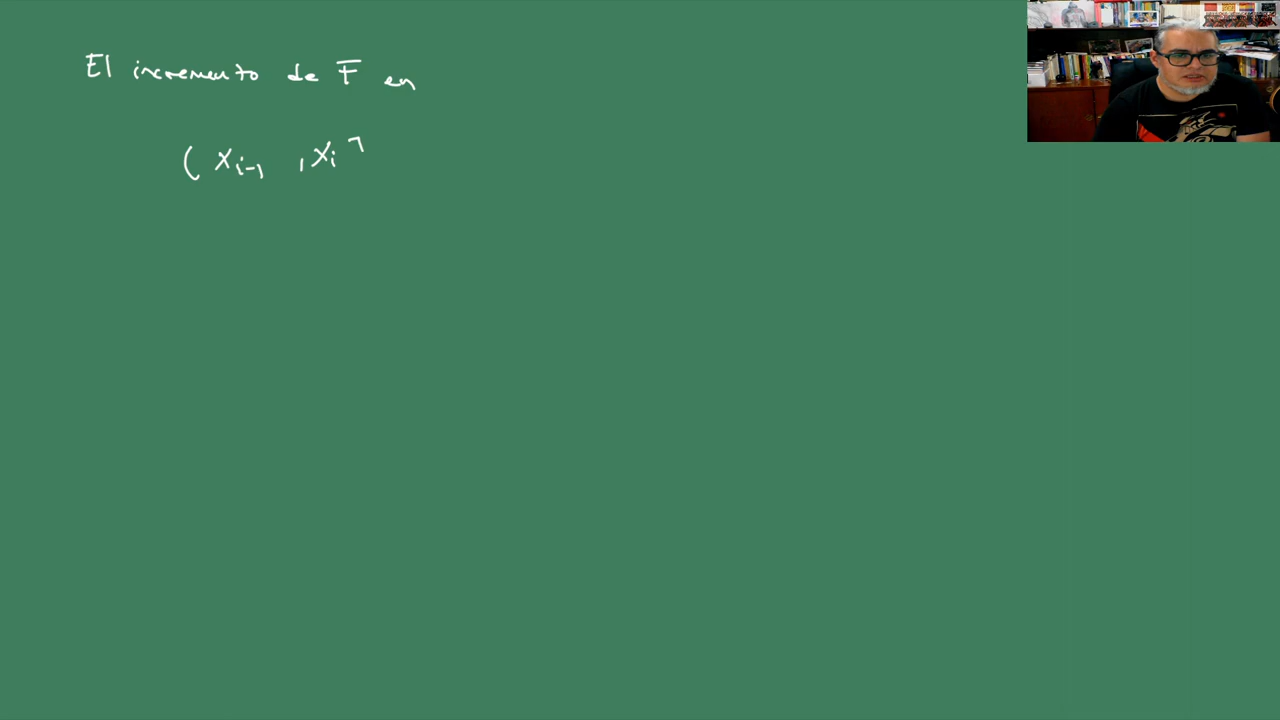 El incremento de F en
( x_{i-1} , x_i ]